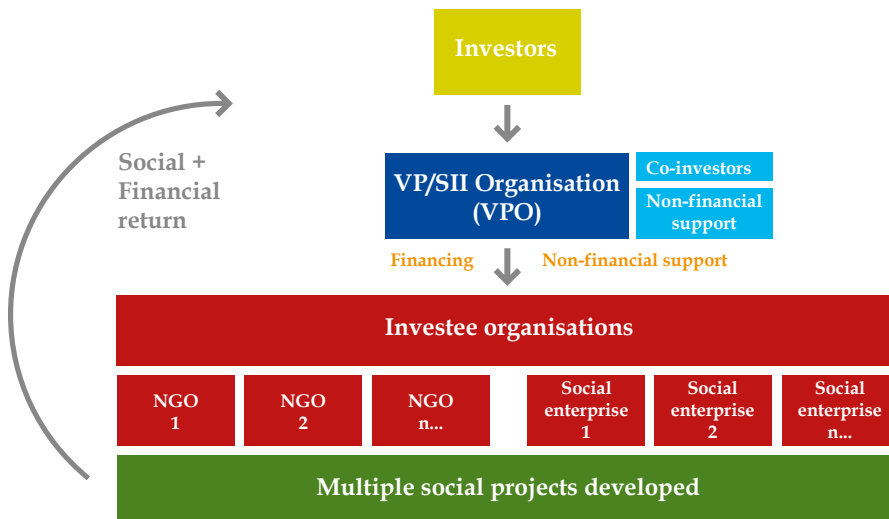 Investors
Social +
Financial
return
VP/SII Organisation
(VPO)
Co-investors
Non-financial
support
Financing
Non-financial support
Investee organisations
NGO
1
NGO
2
NGO
n...
Social
enterprise
1
Social
enterprise
2
Social
enterprise
n...
Multiple social projects developed